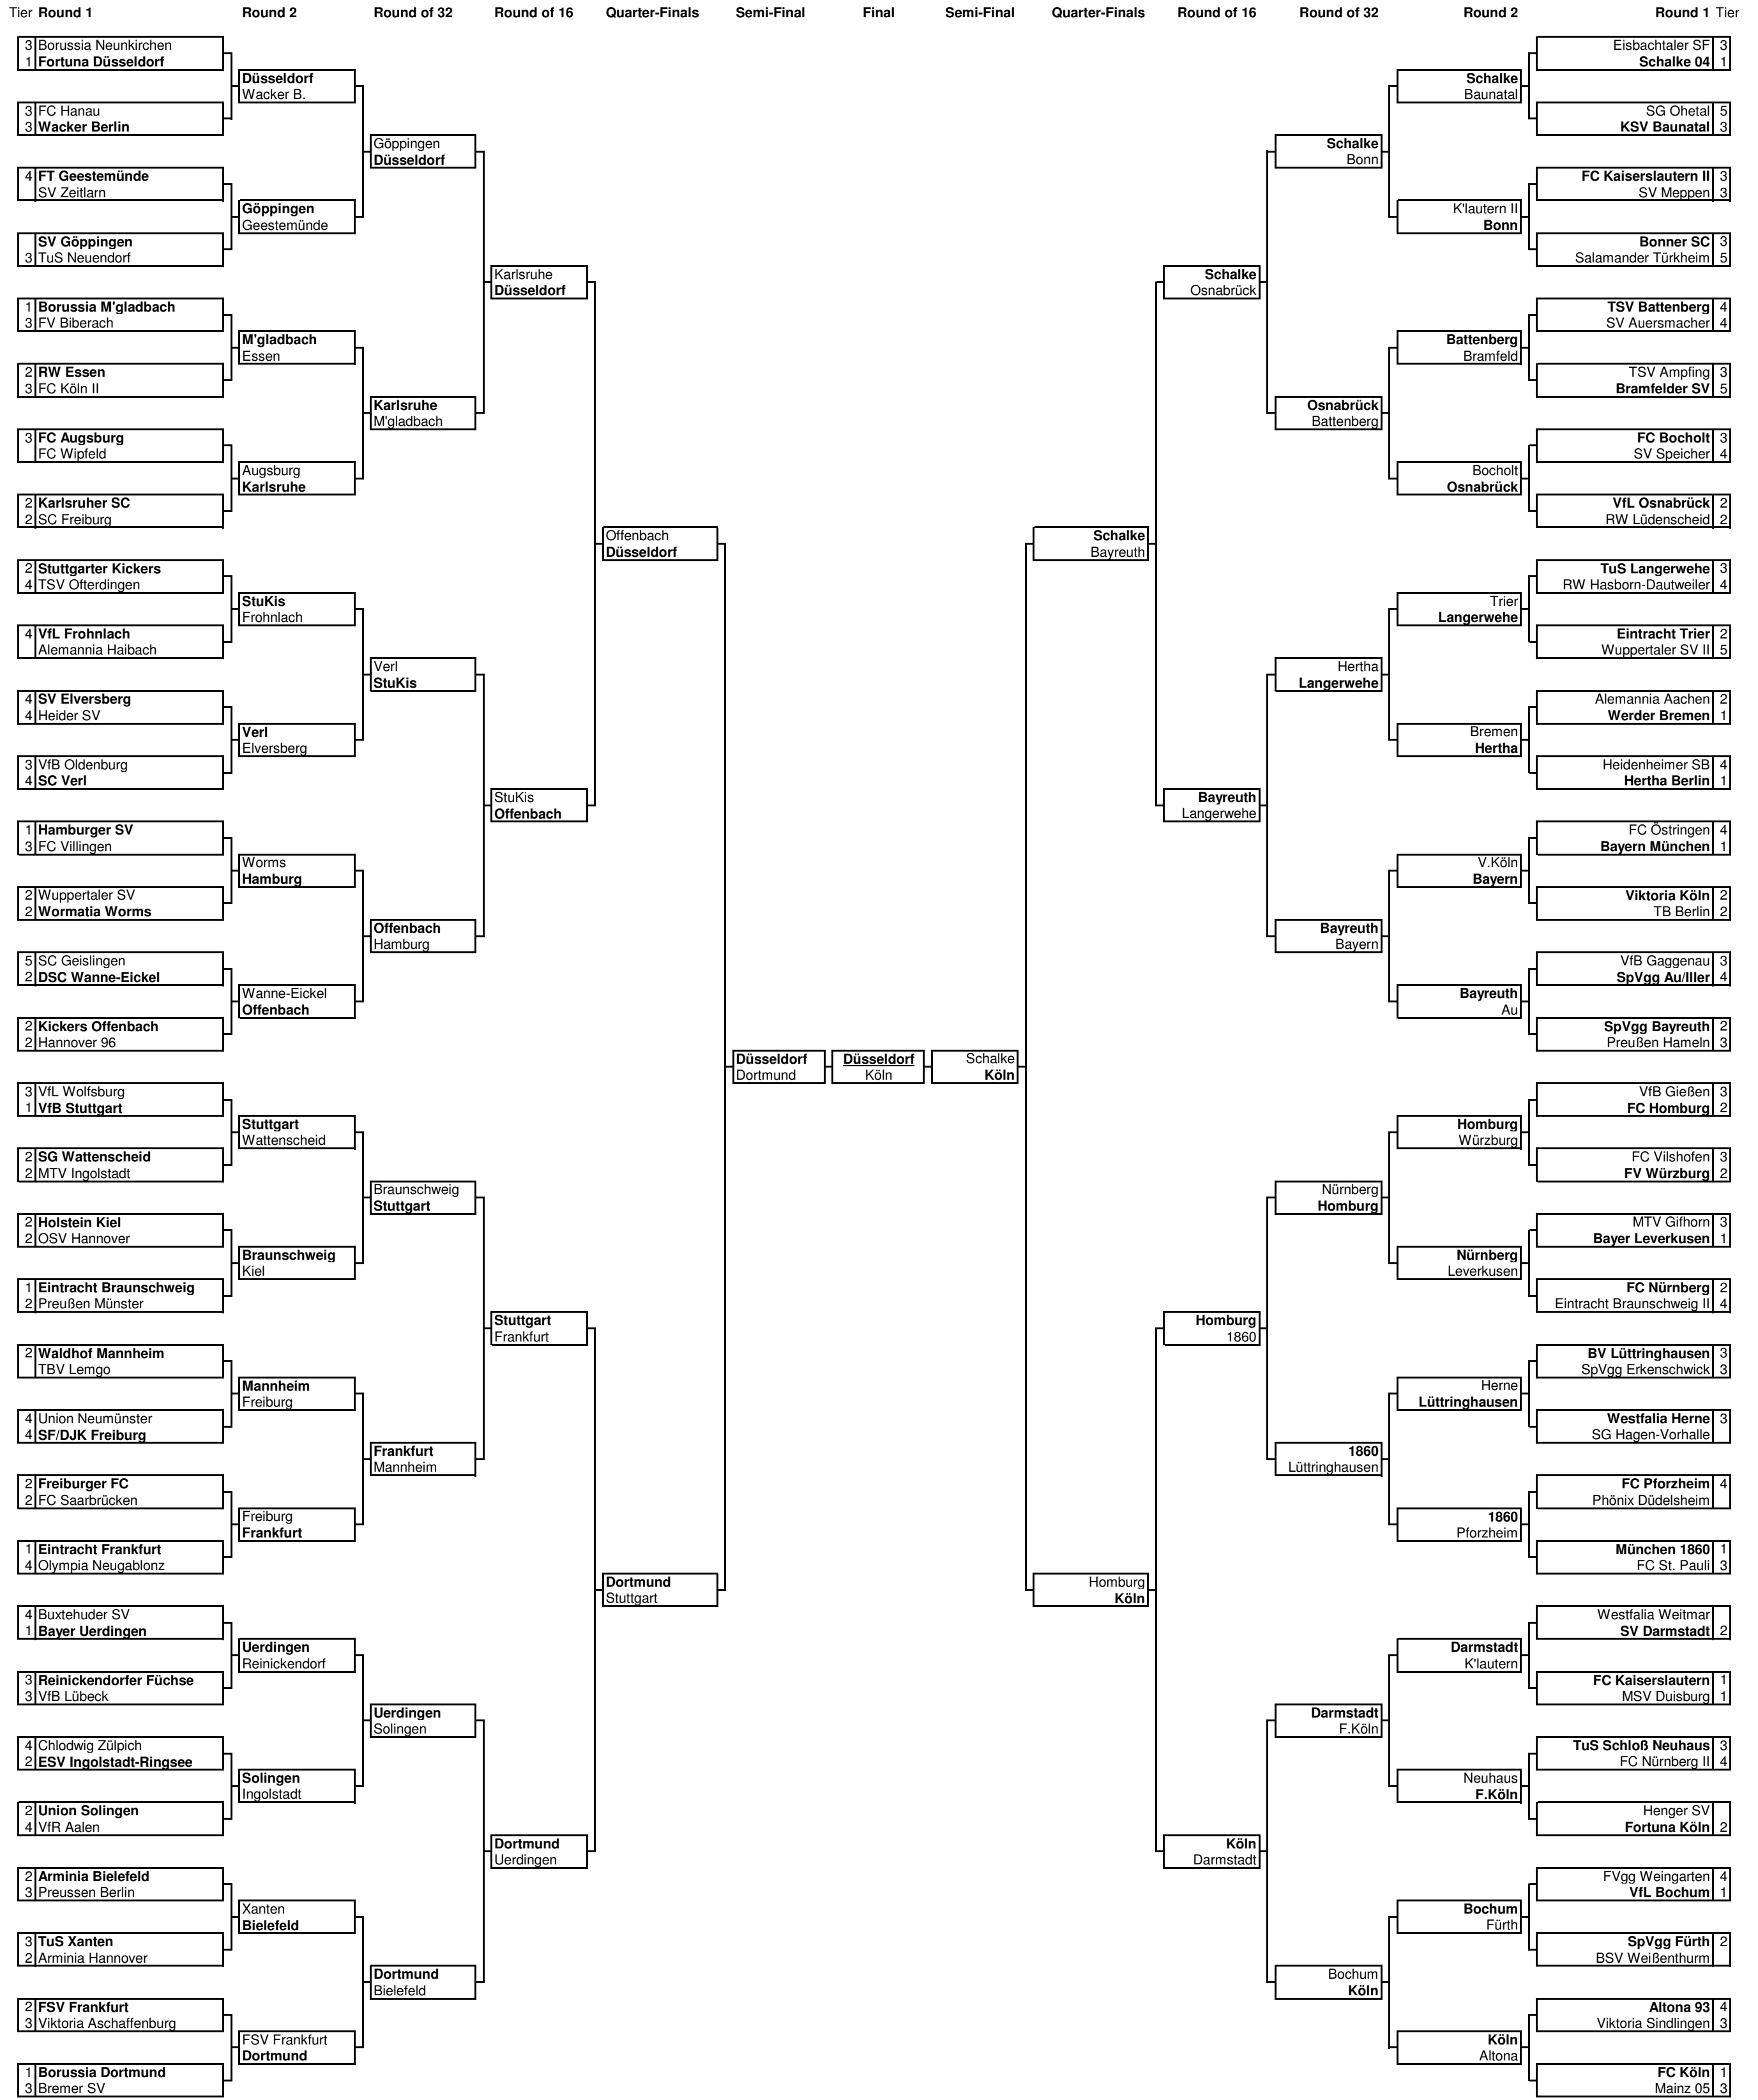 Tier Round 1 Round 2 Round of 32 Round of 16 Quarter-Finals Semi-Final Final Semi-Final Quarter-Finals Round of 16 Round of 32 Round 2 Round 1 Tier
3 Borussia Neunkirchen
1 Fortuna Düsseldorf
3 FC Hanau
3 Wacker Berlin
4 FT Geestemünde
SV Zeitlarn
SV Göppingen
3 TuS Neuendorf
1 Borussia M'gladbach
3 FV Biberach
2 RW Essen
3 FC Köln II
3 FC Augsburg
FC Wipfeld
2 Karlsruher SC
2 SC Freiburg
2 Stuttgarter Kickers
4 TSV Ofterdingen
4 VfL Frohnlach
Alemannia Haibach
4 SV Elversberg
4 Heider SV
3 VfB Oldenburg
4 SC Verl
1 Hamburger SV
3 FC Villingen
2 Wuppertaler SV
2 Wormatia Worms
5 SC Geislingen
2 DSC Wanne-Eickel
2 Kickers Offenbach
2 Hannover 96
3 VfL Wolfsburg
1 VfB Stuttgart
2 SG Wattenscheid
2 MTV Ingolstadt
2 Holstein Kiel
2 OSV Hannover
1 Eintracht Braunschweig
2 Preußen Münster
2 Waldhof Mannheim
TBV Lemgo
4 Union Neumünster
4 SF/DJK Freiburg
2 Freiburger FC
2 FC Saarbrücken
1 Eintracht Frankfurt
4 Olympia Neugablonz
4 Buxtehuder SV
1 Bayer Uerdingen
3 Reinickendorfer Füchse
3 VfB Lübeck
4 Chlodwig Zülpich
2 ESV Ingolstadt-Ringsee
2 Union Solingen
4 VfR Aalen
2 Arminia Bielefeld
3 Preussen Berlin
3 TuS Xanten
2 Arminia Hannover
2 FSV Frankfurt
3 Viktoria Aschaffenburg
1 Borussia Dortmund
3 Bremer SV
Düsseldorf
Wacker B.
Göppingen
Geestemünde
M'gladbach
Essen
Augsburg
Karlsruhe
StuKis
Frohnlach
Verl
Elversberg
Worms
Hamburg
Wanne-Eickel
Offenbach
Stuttgart
Wattenscheid
Braunschweig
Kiel
Mannheim
Freiburg
Freiburg
Frankfurt
Uerdingen
Reinickendorf
Solingen
Ingolstadt
Xanten
Bielefeld
FSV Frankfurt
Dortmund
Göppingen
Düsseldorf
Karlsruhe
M'gladbach
Verl
StuKis
Offenbach
Hamburg
Braunschweig
Stuttgart
Frankfurt
Mannheim
Uerdingen
Solingen
Dortmund
Bielefeld
Karlsruhe
Düsseldorf
StuKis
Offenbach
Stuttgart
Frankfurt
Dortmund
Uerdingen
Offenbach
Düsseldorf
Dortmund
Stuttgart
Düsseldorf
Dortmund
Düsseldorf
Köln
Schalke
Köln
Schalke
Bayreuth
Homburg
Köln
Schalke
Osnabrück
Bayreuth
Langerwehe
Homburg
1860
Köln
Darmstadt
Schalke
Bonn
Osnabrück
Battenberg
Hertha
Langerwehe
Bayreuth
Bayern
Nürnberg
Homburg
1860
Lüttringhausen
Darmstadt
F.Köln
Bochum
Köln
Schalke
Baunatal
K'lautern II
Bonn
Battenberg
Bramfeld
Bocholt
Osnabrück
Trier
Langerwehe
Bremen
Hertha
V.Köln
Bayern
Bayreuth
Au
Homburg
Würzburg
Nürnberg
Leverkusen
Herne
Lüttringhausen
1860
Pforzheim
Darmstadt
K'lautern
Neuhaus
F.Köln
Bochum
Fürth
Köln
Altona
Eisbachtaler SF 3
Schalke 04 1
SG Ohetal 5
KSV Baunatal 3
FC Kaiserslautern II 3
SV Meppen 3
Bonner SC 3
Salamander Türkheim 5
TSV Battenberg 4
SV Auersmacher 4
TSV Ampfing 3
Bramfelder SV 5
FC Bocholt 3
SV Speicher 4
VfL Osnabrück 2
RW Lüdenscheid 2
TuS Langerwehe 3
RW Hasborn-Dautweiler 4
Eintracht Trier 2
Wuppertaler SV II 5
Alemannia Aachen 2
Werder Bremen 1
Heidenheimer SB 4
Hertha Berlin 1
FC Östringen 4
Bayern München 1
Viktoria Köln 2
TB Berlin 2
VfB Gaggenau 3
SpVgg Au/Iller 4
SpVgg Bayreuth 2
Preußen Hameln 3
VfB Gießen 3
FC Homburg 2
FC Vilshofen 3
FV Würzburg 2
MTV Gifhorn 3
Bayer Leverkusen 1
FC Nürnberg 2
Eintracht Braunschweig II 4
BV Lüttringhausen 3
SpVgg Erkenschwick 3
Westfalia Herne 3
SG Hagen-Vorhalle
FC Pforzheim 4
Phönix Düdelsheim
München 1860 1
FC St. Pauli 3
Westfalia Weitmar
SV Darmstadt 2
FC Kaiserslautern 1
MSV Duisburg 1
TuS Schloß Neuhaus 3
FC Nürnberg II 4
Henger SV
Fortuna Köln 2
FVgg Weingarten 4
VfL Bochum 1
SpVgg Fürth 2
BSV Weißenthurm
Altona 93 4
Viktoria Sindlingen 3
FC Köln 1
Mainz 05 3